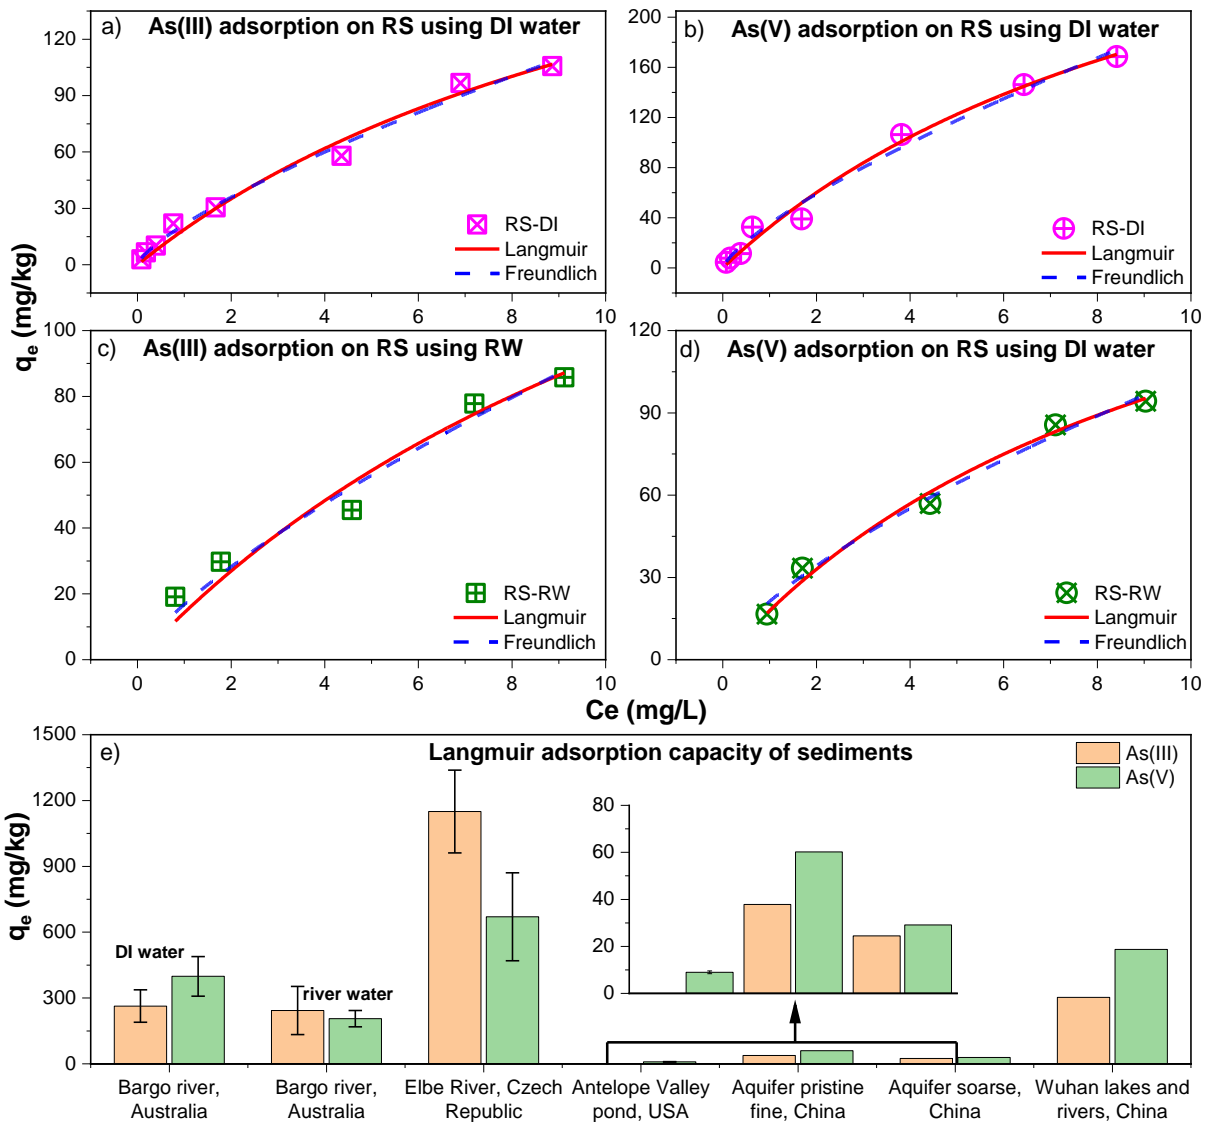 a) As(III) adsorption on RS using DI water
120
90
60
30
0
RS-DI
Langmuir
Freundlich
0 2 4 6 8 10
b) As(V) adsorption on RS using DI water
200
160
120
80
40
0
RS-DI
Langmuir
Freundlich
0 2 4 6 8 10
qe (mg/kg)
c) As(III) adsorption on RS using RW
100
80
60
40
20
0
RS-RW
Langmuir
Freundlich
0 2 4 6 8 10
d) As(V) adsorption on RS using DI water
120
90
60
30
0
RS-RW
Langmuir
Freundlich
0 2 4 6 8 10
Ce (mg/L)
e) Langmuir adsorption capacity of sediments
As(III)
As(V)
qe (mg/kg)
1500
1200
900
600
300
0
DI water
river water
80
60
40
20
0
Bargo river,
Australia
Bargo river,
Australia
Elbe River, Czech
Republic
Antelope Valley
pond, USA
Aquifer pristine
fine, China
Aquifer soarse,
China
Wuhan lakes and
rivers, China